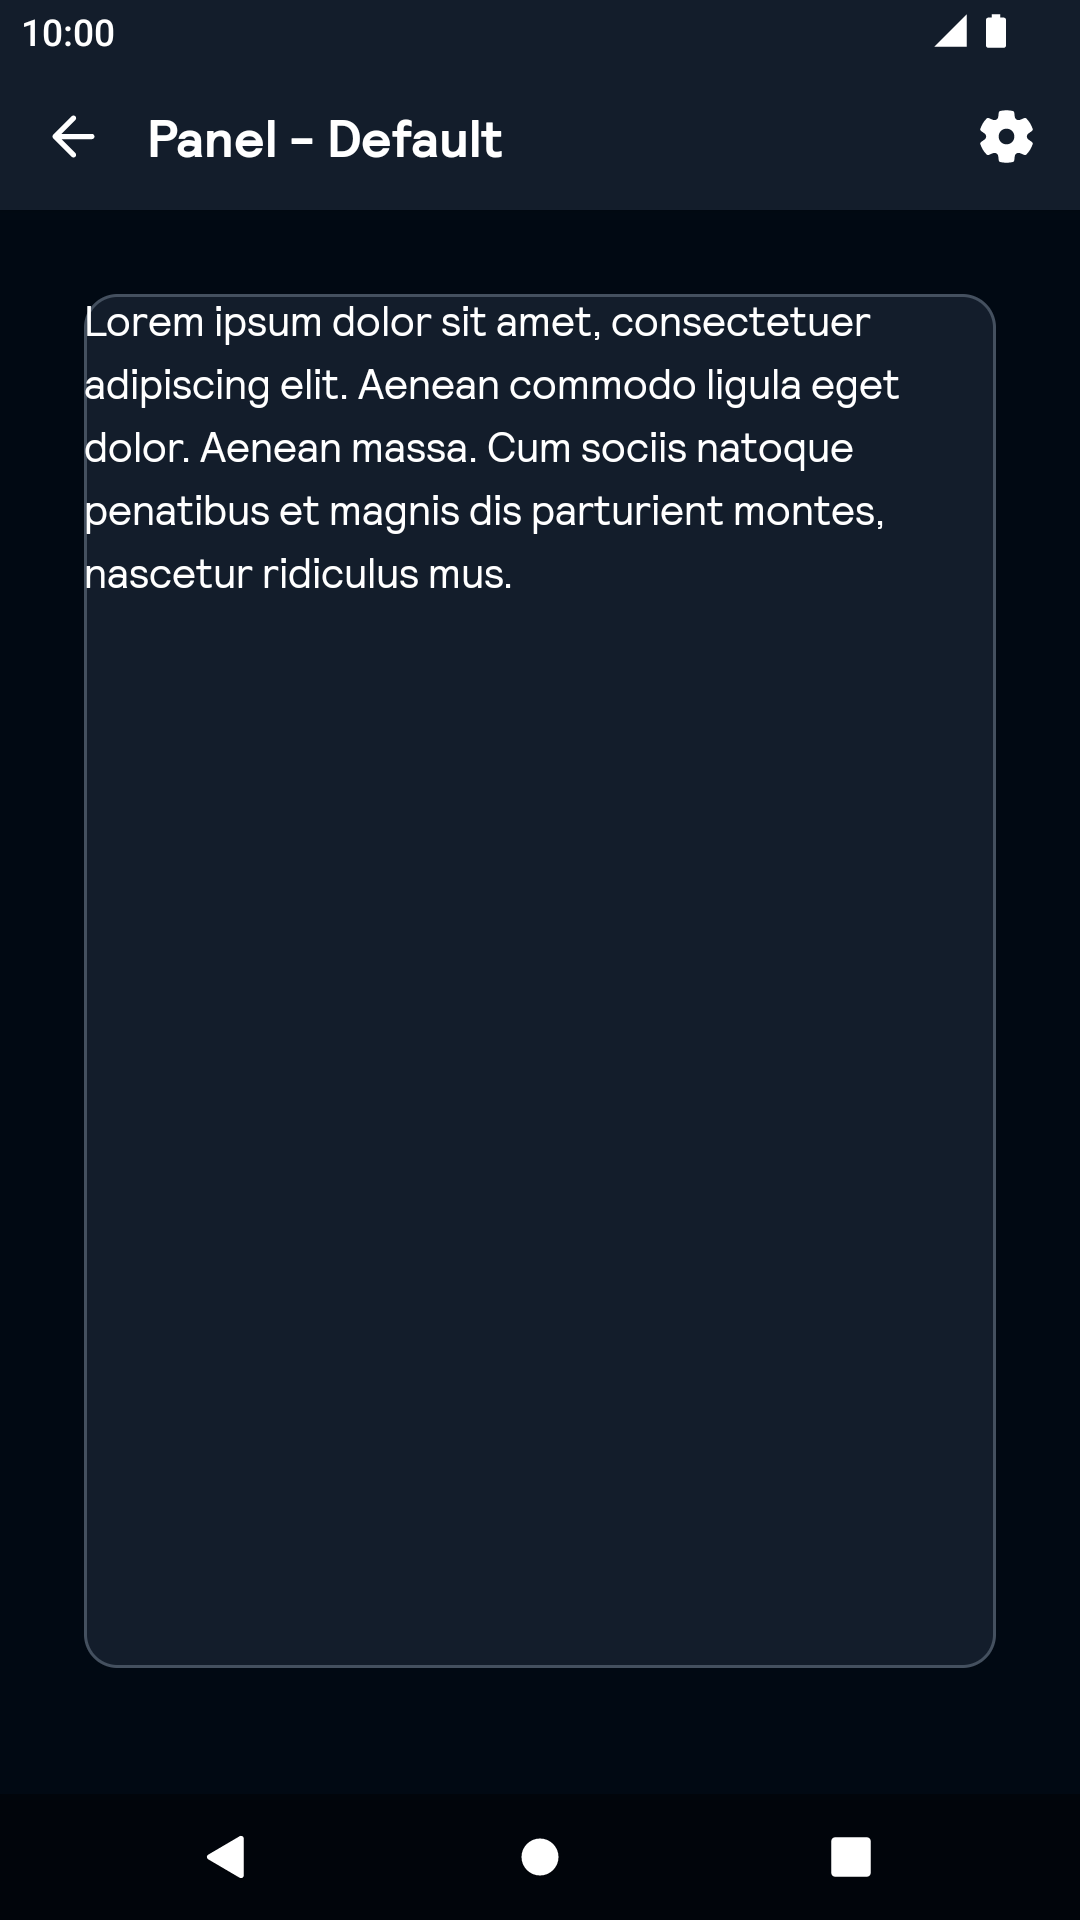 10:00
Panel - Default
Lorem ipsum dolor sit amet, consectetuer
adipiscing elit. Aenean commodo ligula eget
dolor. Aenean massa. Cum sociis natoque
penatibus et magnis dis parturient montes,
nascetur ridiculus mus.